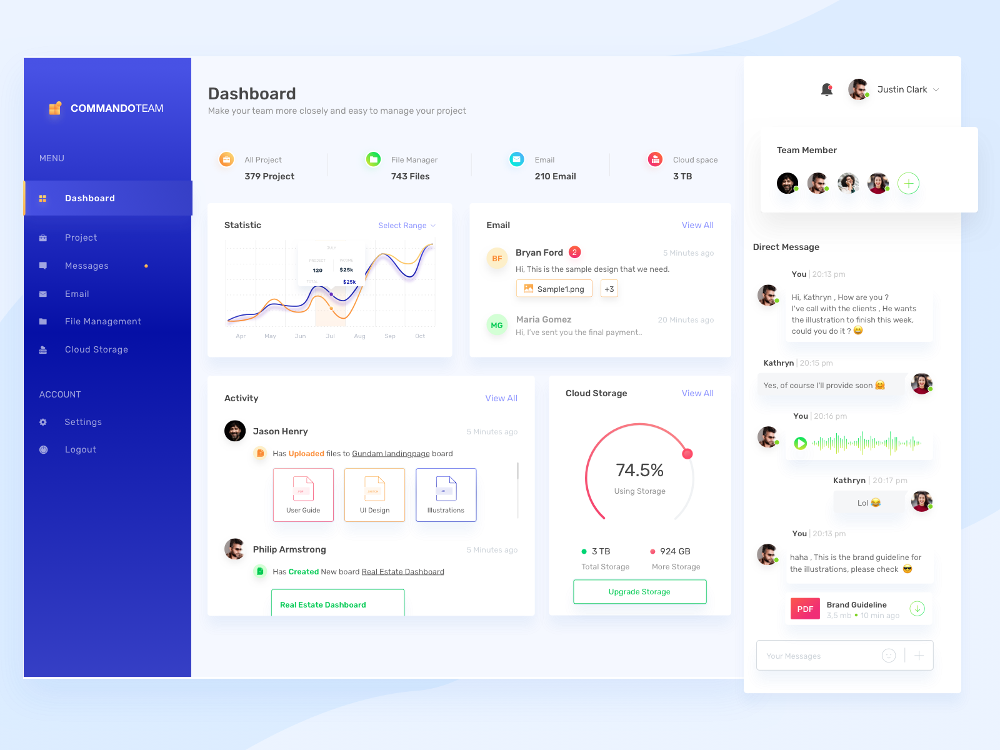 COMMANDOTEAM
MENU
Dashboard
Project
Messages
Email
File Management
Cloud Storage
ACCOUNT
Settings
Logout
Dashboard
Make your team more closely and easy to manage your project
All Project
379 Project
File Manager
743 Files
Email
210 Email
Cloud space
3 TB
Statistic
Select Range
JULY
PROJECT
INCOME
120
$25k
TOTAL
$25k
Apr May Jun Jul Aug Sep Oct
Email
View All
BF
Bryan Ford 2
5 Minutes ago
Hi, This is the sample design that we need.
Sample1.png
+3
MG
Maria Gomez
20 Minutes ago
Hi, I've sent you the final payment..
Activity
View All
Jason Henry
5 Minutes ago
Has Uploaded files to Gundam landingpage board
PDF
User Guide
SKETCH
UI Design
Illustrations
Philip Armstrong
5 Minutes ago
Has Created New board Real Estate Dashboard
Real Estate Dashboard
Cloud Storage
View All
74.5%
Using Storage
3 TB
Total Storage
924 GB
More Storage
Upgrade Storage
Justin Clark
Team Member
Direct Message
You | 20:13 pm
Hi, Kathryn , How are you ?
I've call with the clients , He wants
the illustration to finish this week,
could you do it ? 😄
Kathryn | 20:15 pm
Yes, of course I'll provide soon 🤗
You | 20:16 pm
Kathryn | 20:17 pm
Lol 😂
You | 20:13 pm
haha , This is the brand guideline for
the illustrations, please check 😎
PDF
Brand Guideline
3,5 mb • 10 min ago
Your Messages